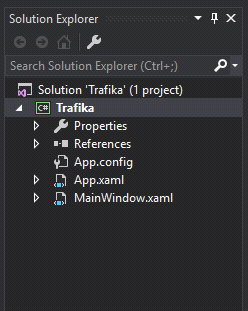 Solution Explorer
Search Solution Explorer (Ctrl+;)
Solution 'Trafika' (1 project)
C# Trafika
Properties
References
App.config
App.xaml
MainWindow.xaml